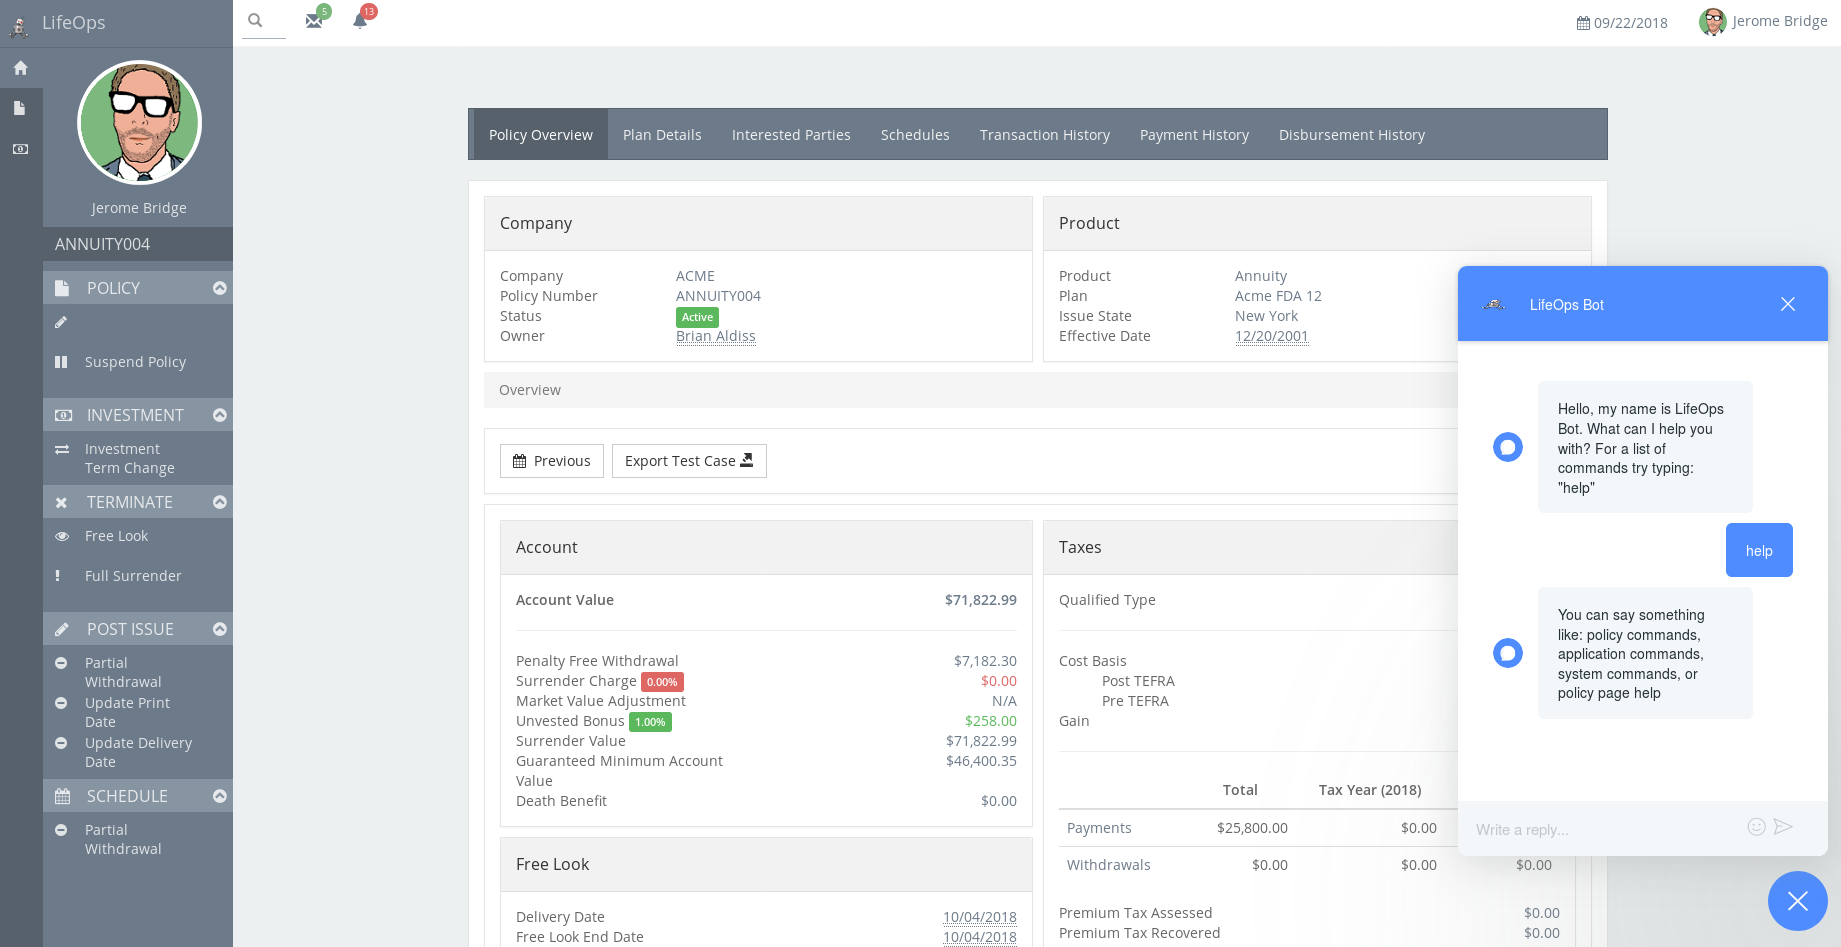 LifeOps
5
13
09/22/2018
Jerome Bridge
Jerome Bridge
ANNUITY004
POLICY
Suspend Policy
INVESTMENT
Investment
Term Change
TERMINATE
Free Look
Full Surrender
POST ISSUE
Partial
Withdrawal
Update Print
Date
Update Delivery
Date
SCHEDULE
Partial
Withdrawal
Policy Overview Plan Details Interested Parties Schedules Transaction History Payment History Disbursement History
Company
Company ACME
Policy Number ANNUITY004
Status Active
Owner Brian Aldiss
Product
Product Annuity
Plan Acme FDA 12
Issue State New York
Effective Date 12/20/2001
Overview
Previous Export Test Case
Account
Account Value $71,822.99
Penalty Free Withdrawal $7,182.30
Surrender Charge 0.00% $0.00
Market Value Adjustment N/A
Unvested Bonus 1.00% $258.00
Surrender Value $71,822.99
Guaranteed Minimum Account $46,400.35
Value
Death Benefit $0.00
Free Look
Delivery Date 10/04/2018
Free Look End Date 10/04/2018
Taxes
Qualified Type
Cost Basis
Post TEFRA
Pre TEFRA
Gain
Total Tax Year (2018)
Payments $25,800.00 $0.00
Withdrawals $0.00 $0.00 $0.00
Premium Tax Assessed $0.00
Premium Tax Recovered $0.00
LifeOps Bot
Hello, my name is LifeOps
Bot. What can I help you
with? For a list of
commands try typing:
"help"
help
You can say something
like: policy commands,
application commands,
system commands, or
policy page help
Write a reply...